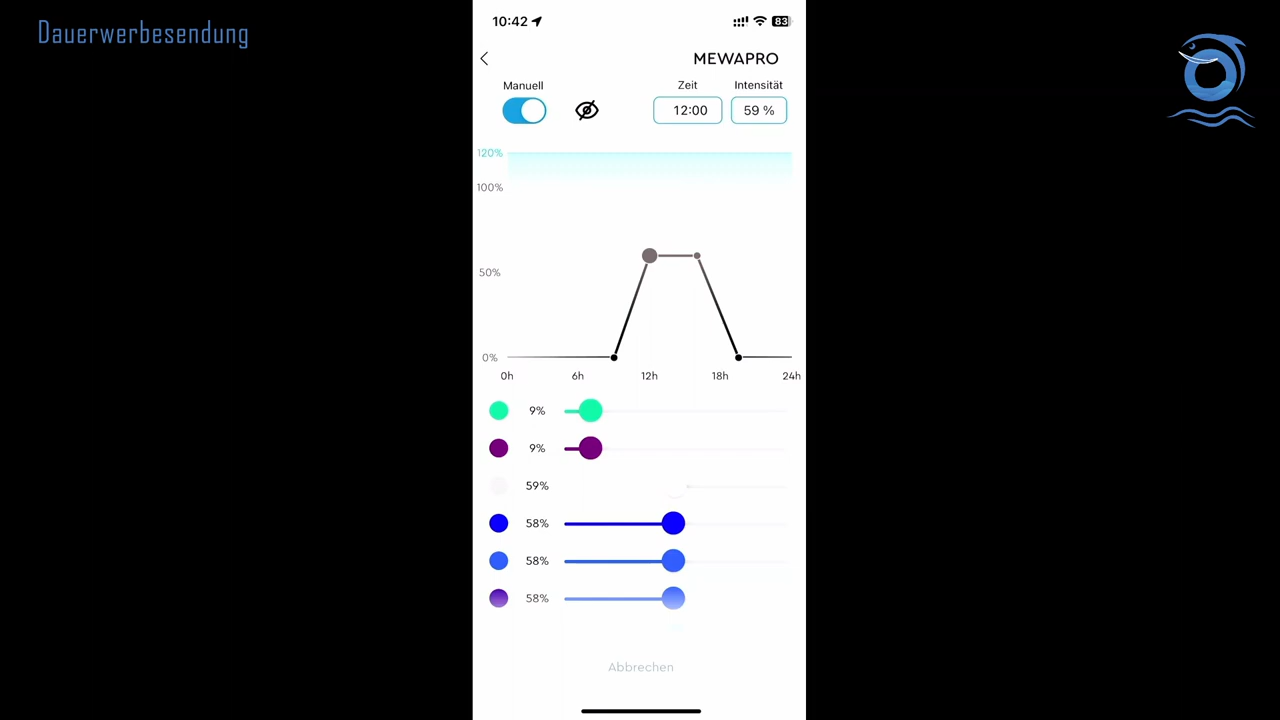 Dauerwerbesendung
10:42
83
MEWAPRO
Manuell
Zeit
Intensität
12:00
59 %
120%
100%
50%
0%
0h
6h
12h
18h
24h
9%
9%
59%
58%
58%
58%
Abbrechen